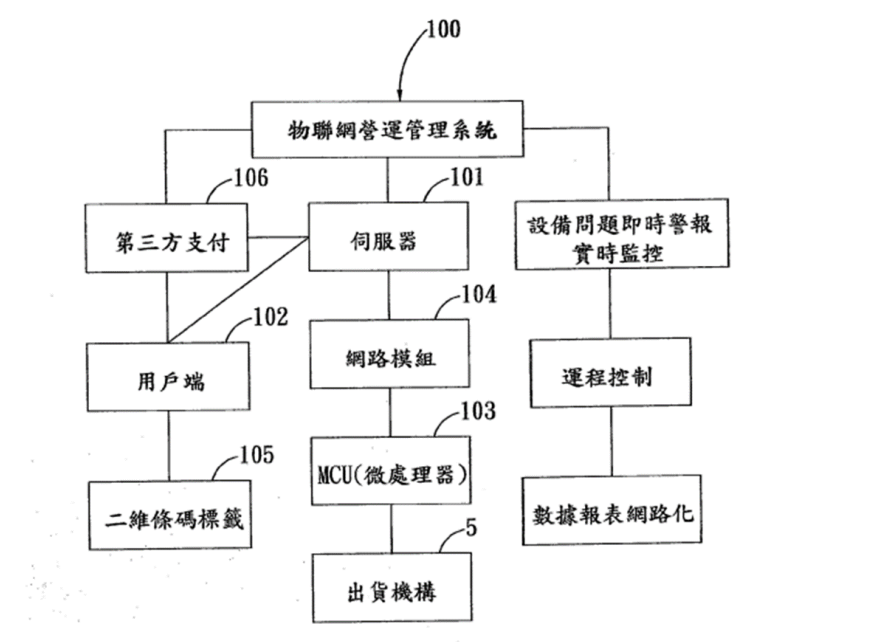 100
物聯網營運管理系統
106
101
第三方支付
伺服器
設備問題即時警報
實時監控
102
104
用戶端
網路模組
運程控制
105
103
二維條碼標籤
MCU(微處理器)
數據報表網路化
5
出貨機構